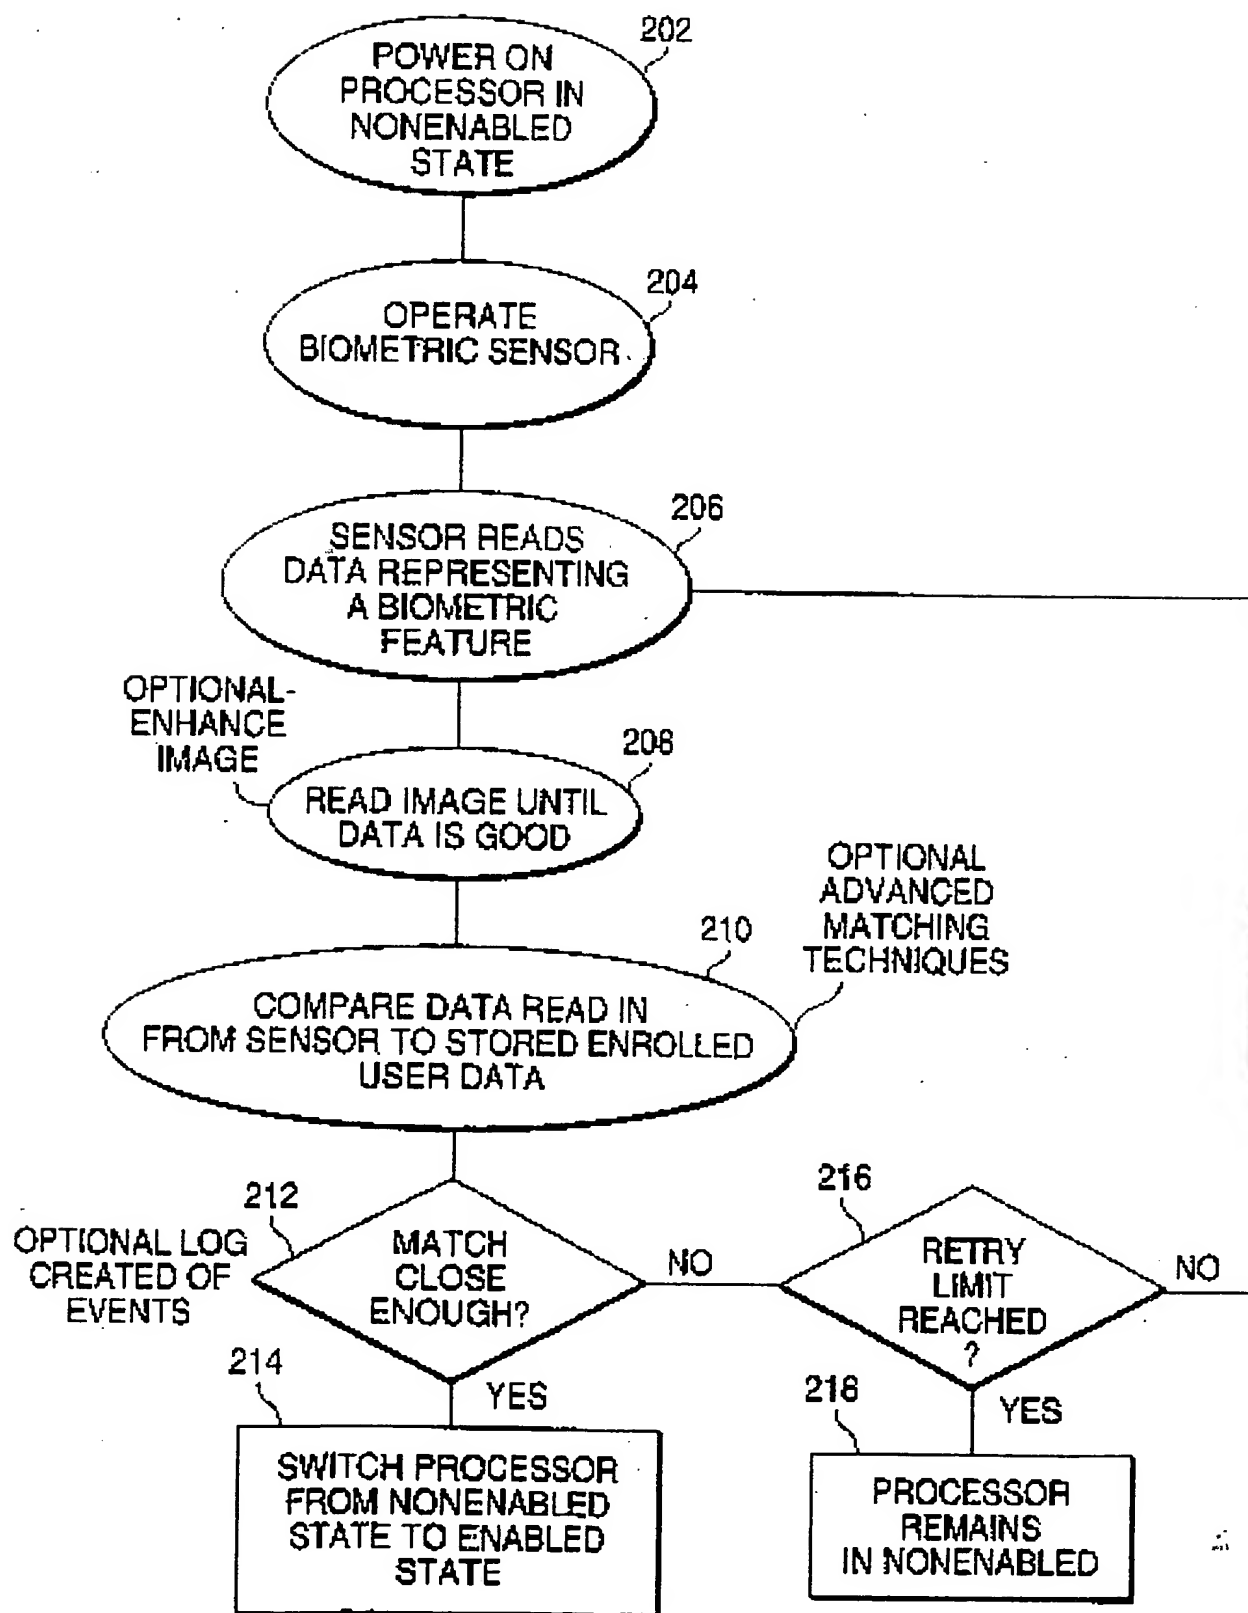 202
POWER ON
PROCESSOR IN
NONENABLED
STATE
204
OPERATE
BIOMETRIC SENSOR
206
SENSOR READS
DATA REPRESENTING
A BIOMETRIC
FEATURE
OPTIONAL-
ENHANCE
IMAGE
208
READ IMAGE UNTIL
DATA IS GOOD
OPTIONAL
ADVANCED
MATCHING
TECHNIQUES
210
COMPARE DATA READ IN
FROM SENSOR TO STORED ENROLLED
USER DATA
212
OPTIONAL LOG
CREATED OF
EVENTS
MATCH
CLOSE
ENOUGH?
NO
216
RETRY
LIMIT
REACHED
?
NO
214
YES
SWITCH PROCESSOR
FROM NONENABLED
STATE TO ENABLED
STATE
218
YES
PROCESSOR
REMAINS
IN NONENABLED